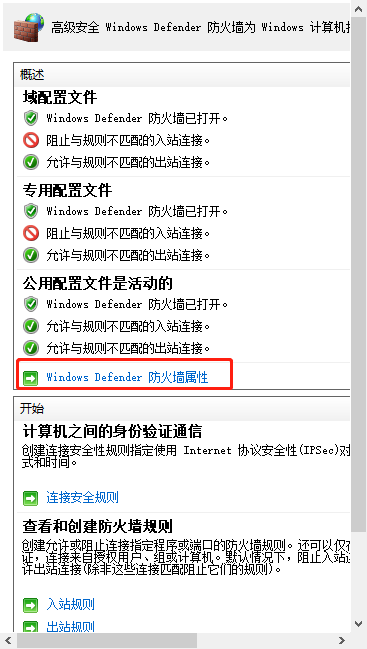 高级安全 Windows Defender 防火墙为 Windows 计算机
概述
域配置文件
Windows Defender 防火墙已打开。
阻止与规则不匹配的入站连接。
允许与规则不匹配的出站连接。
专用配置文件
Windows Defender 防火墙已打开。
阻止与规则不匹配的入站连接。
允许与规则不匹配的出站连接。
公用配置文件是活动的
Windows Defender 防火墙已打开。
允许与规则不匹配的入站连接。
允许与规则不匹配的出站连接。
Windows Defender 防火墙属性
开始
计算机之间的身份验证通信
创建连接安全性规则指定使用 Internet 协议安全性(IPSec)对
式和时间。
连接安全规则
查看和创建防火墙规则
创建允许或阻止连接指定程序或端口的防火墙规则。还可以仅在
证，连接来自授权用户、组或计算机。默认情况下，阻止入站连
许出站连接(除非这些连接匹配阻止它们的规则)。
入站规则
出站规则